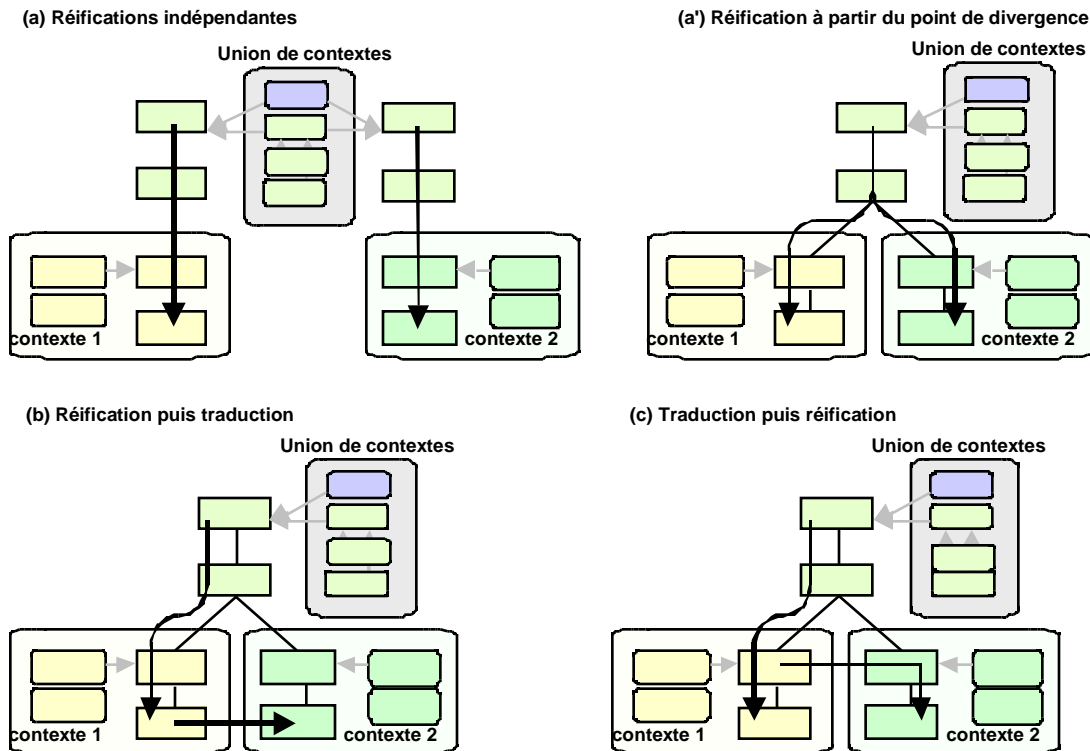 (a) Réifications indépendantes
(a') Réification à partir du point de divergence
Union de contextes
Union de contextes
contexte 1
contexte 2
contexte 1
contexte 2
(b) Réification puis traduction
(c) Traduction puis réification
Union de contextes
Union de contextes
contexte 1
contexte 2
contexte 1
contexte 2